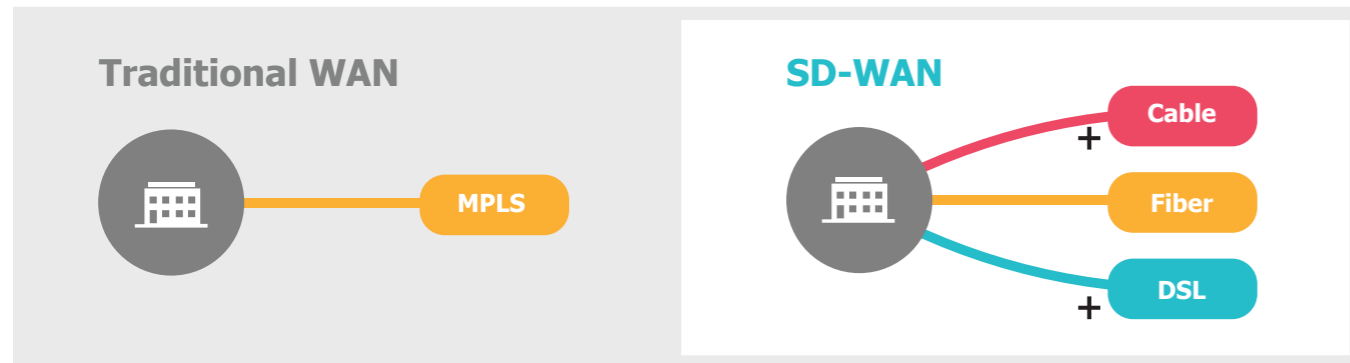 Traditional WAN
MPLS
SD-WAN
Cable
+
Fiber
DSL
+